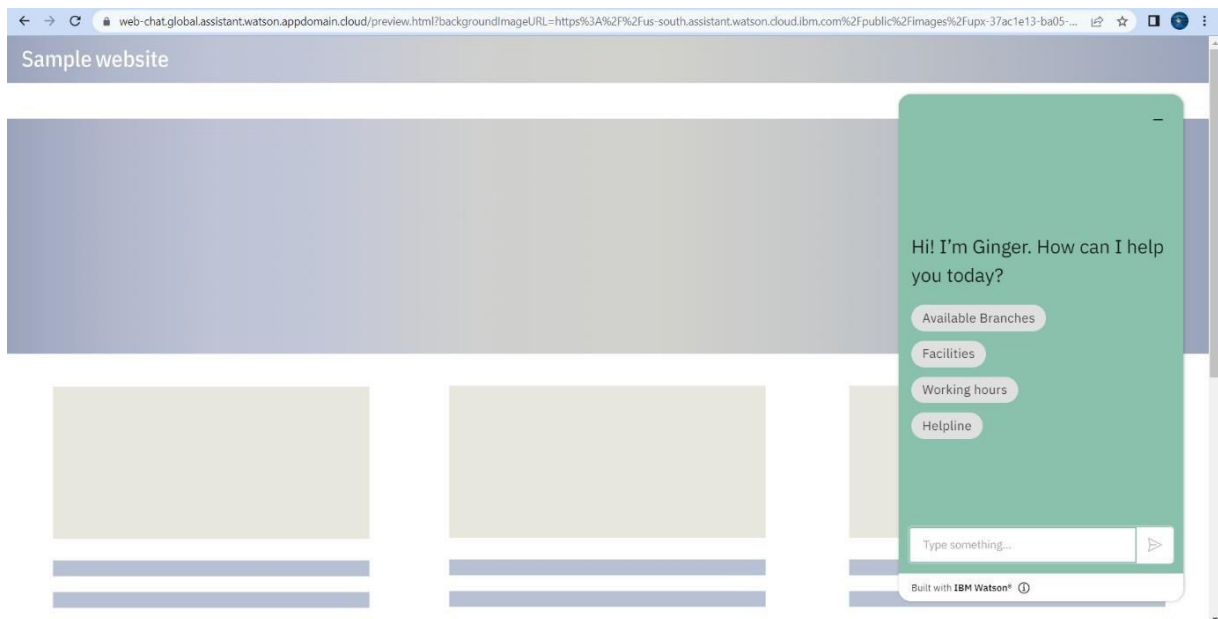 web-chat.global.assistant.watson.appdomain.cloud/preview.html?backgroundImageURL=https%3A%2F%2Fus-south.assistant.watson.cloud.ibm.com%2Fpublic%2Fimages%2Fupx-37ac1e13-ba05-...
Sample website
Hi! I'm Ginger. How can I help
you today?
Available Branches
Facilities
Working hours
Helpline
Type something...
Built with IBM Watson®